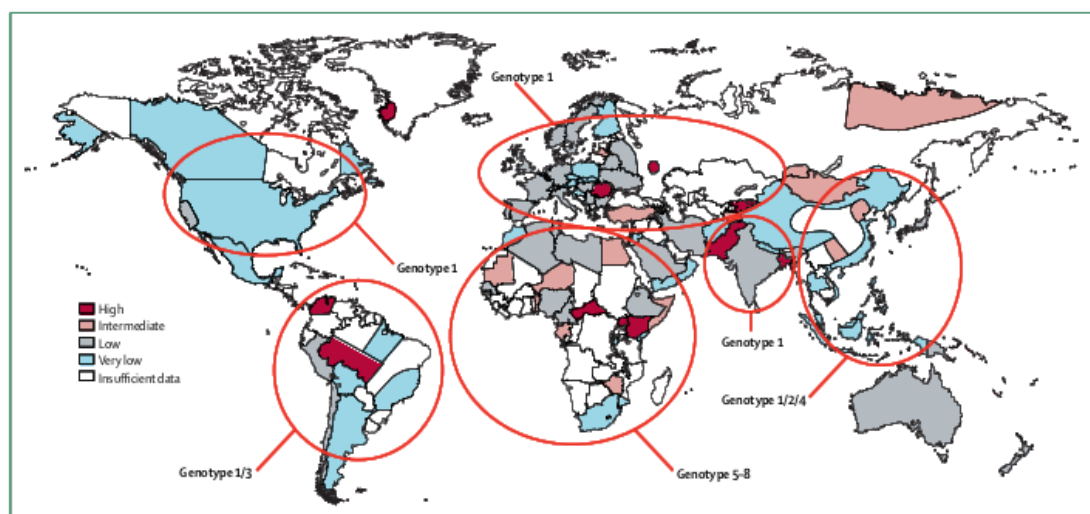 Genotype 1
Genotype 1
High
Intermediate
Low
Very low
Insufficient data
Genotype 1
Genotype 1/2/4
Genotype 1/3
Genotype 5–8